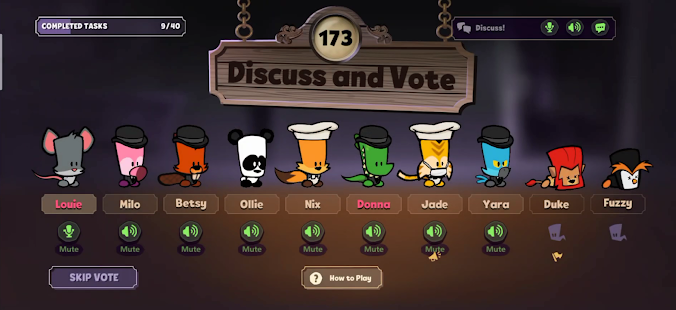 COMPLETED TASKS 9/40
173
Discuss!
Discuss and Vote
Louie Milo Betsy Ollie Nix Donna Jade Yara Duke Fuzzy
Mute Mute Mute Mute Mute Mute Mute Mute
SKIP VOTE
? How to Play